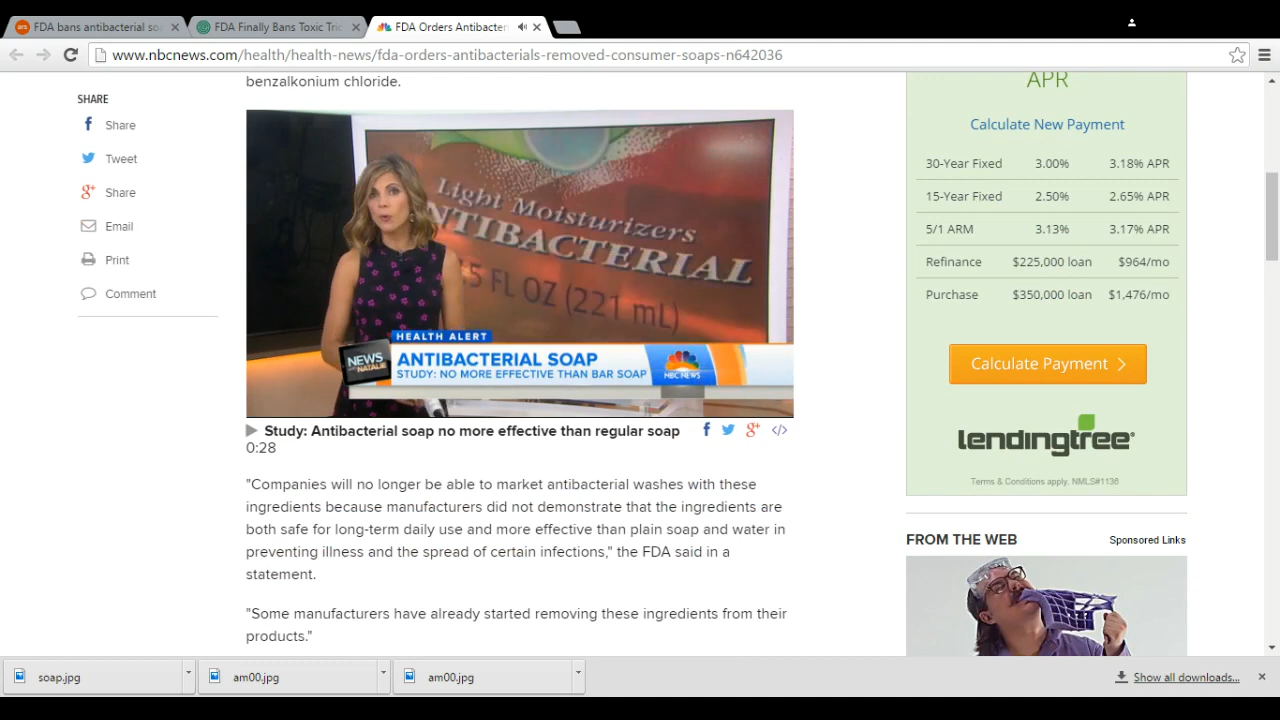 FDA bans antibacterial so
FDA Finally Bans Toxic Tric
FDA Orders Antibacter
www.nbcnews.com/health/health-news/fda-orders-antibacterials-removed-consumer-soaps-n642036
benzalkonium chloride.
SHARE
Share
Tweet
Share
Email
Print
Comment
Light Moisturizers
ANTIBACTERIAL
.5 FL OZ (221 mL)
HEALTH ALERT
NEWS
NATALIE
ANTIBACTERIAL SOAP
STUDY: NO MORE EFFECTIVE THAN BAR SOAP
NBC NEWS
Study: Antibacterial soap no more effective than regular soap
0:28
"Companies will no longer be able to market antibacterial washes with these
ingredients because manufacturers did not demonstrate that the ingredients are
both safe for long-term daily use and more effective than plain soap and water in
preventing illness and the spread of certain infections," the FDA said in a
statement.
"Some manufacturers have already started removing these ingredients from their
products."
APR
Calculate New Payment
30-Year Fixed 3.00% 3.18% APR
15-Year Fixed 2.50% 2.65% APR
5/1 ARM 3.13% 3.17% APR
Refinance $225,000 loan $964/mo
Purchase $350,000 loan $1,476/mo
Calculate Payment
lendingtree
Terms & Conditions apply. NMLS#1136
FROM THE WEB Sponsored Links
soap.jpg
am00.jpg
am00.jpg
Show all downloads...